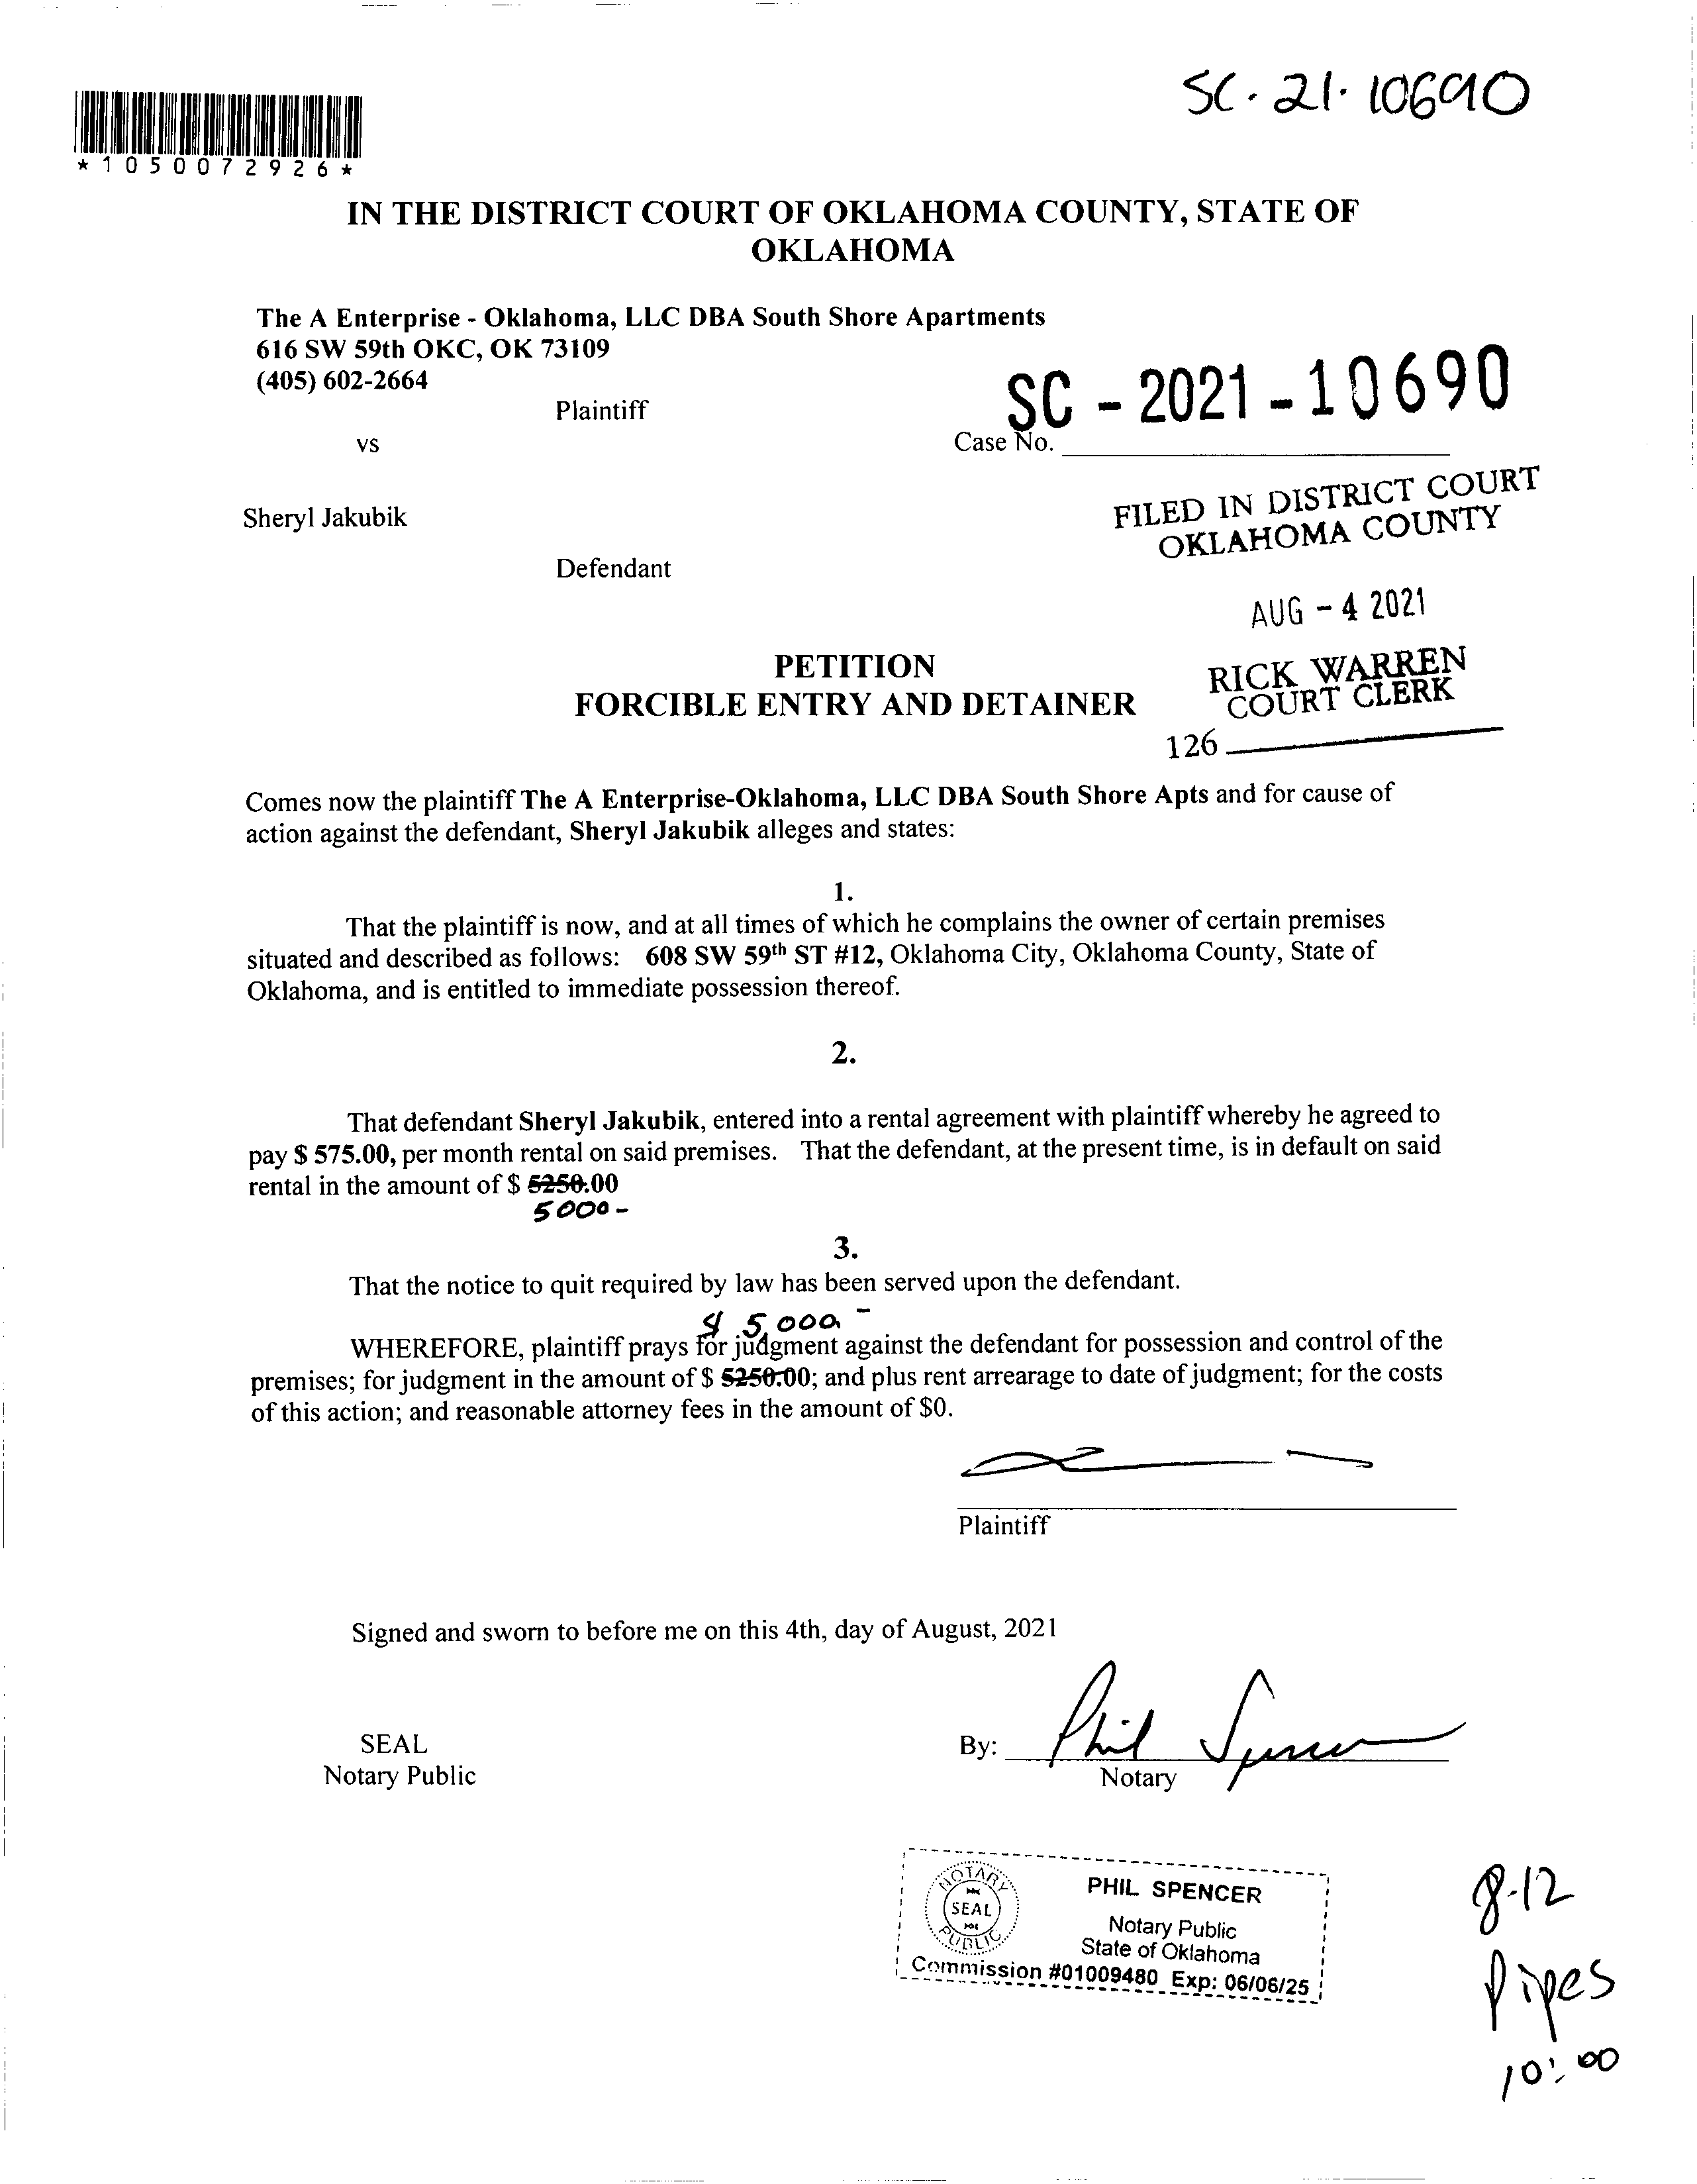 SC-21-10690
*1050072926*
IN THE DISTRICT COURT OF OKLAHOMA COUNTY, STATE OF
OKLAHOMA
The A Enterprise - Oklahoma, LLC DBA South Shore Apartments
616 SW 59th OKC, OK 73109
(405) 602-2664
Plaintiff
SC - 2021 - 10690
vs
Case No.
FILED IN DISTRICT COURT
OKLAHOMA COUNTY
Sheryl Jakubik
Defendant
AUG - 4 2021
PETITION
FORCIBLE ENTRY AND DETAINER
RICK WARREN
COURT CLERK
126
Comes now the plaintiff The A Enterprise-Oklahoma, LLC DBA South Shore Apts and for cause of
action against the defendant, Sheryl Jakubik alleges and states:
1.
That the plaintiff is now, and at all times of which he complains the owner of certain premises
situated and described as follows: 608 SW 59th ST #12, Oklahoma City, Oklahoma County, State of
Oklahoma, and is entitled to immediate possession thereof.
2.
That defendant Sheryl Jakubik, entered into a rental agreement with plaintiff whereby he agreed to
pay $ 575.00, per month rental on said premises. That the defendant, at the present time, is in default on said
rental in the amount of $ 5250.00
5000 -
3.
That the notice to quit required by law has been served upon the defendant.
$ 5,000 -
WHEREFORE, plaintiff prays for judgment against the defendant for possession and control of the
premises; for judgment in the amount of $ 5250.00; and plus rent arrearage to date of judgment; for the costs
of this action; and reasonable attorney fees in the amount of $0.
Plaintiff
Signed and sworn to before me on this 4th, day of August, 2021
SEAL
Notary Public
By: Phil Spencer
Notary
NOTARY
SEAL
PUBLIC
PHIL SPENCER
Notary Public
State of Oklahoma
Commission #01009480 Exp: 06/06/25
8-12
Pipes
10:00